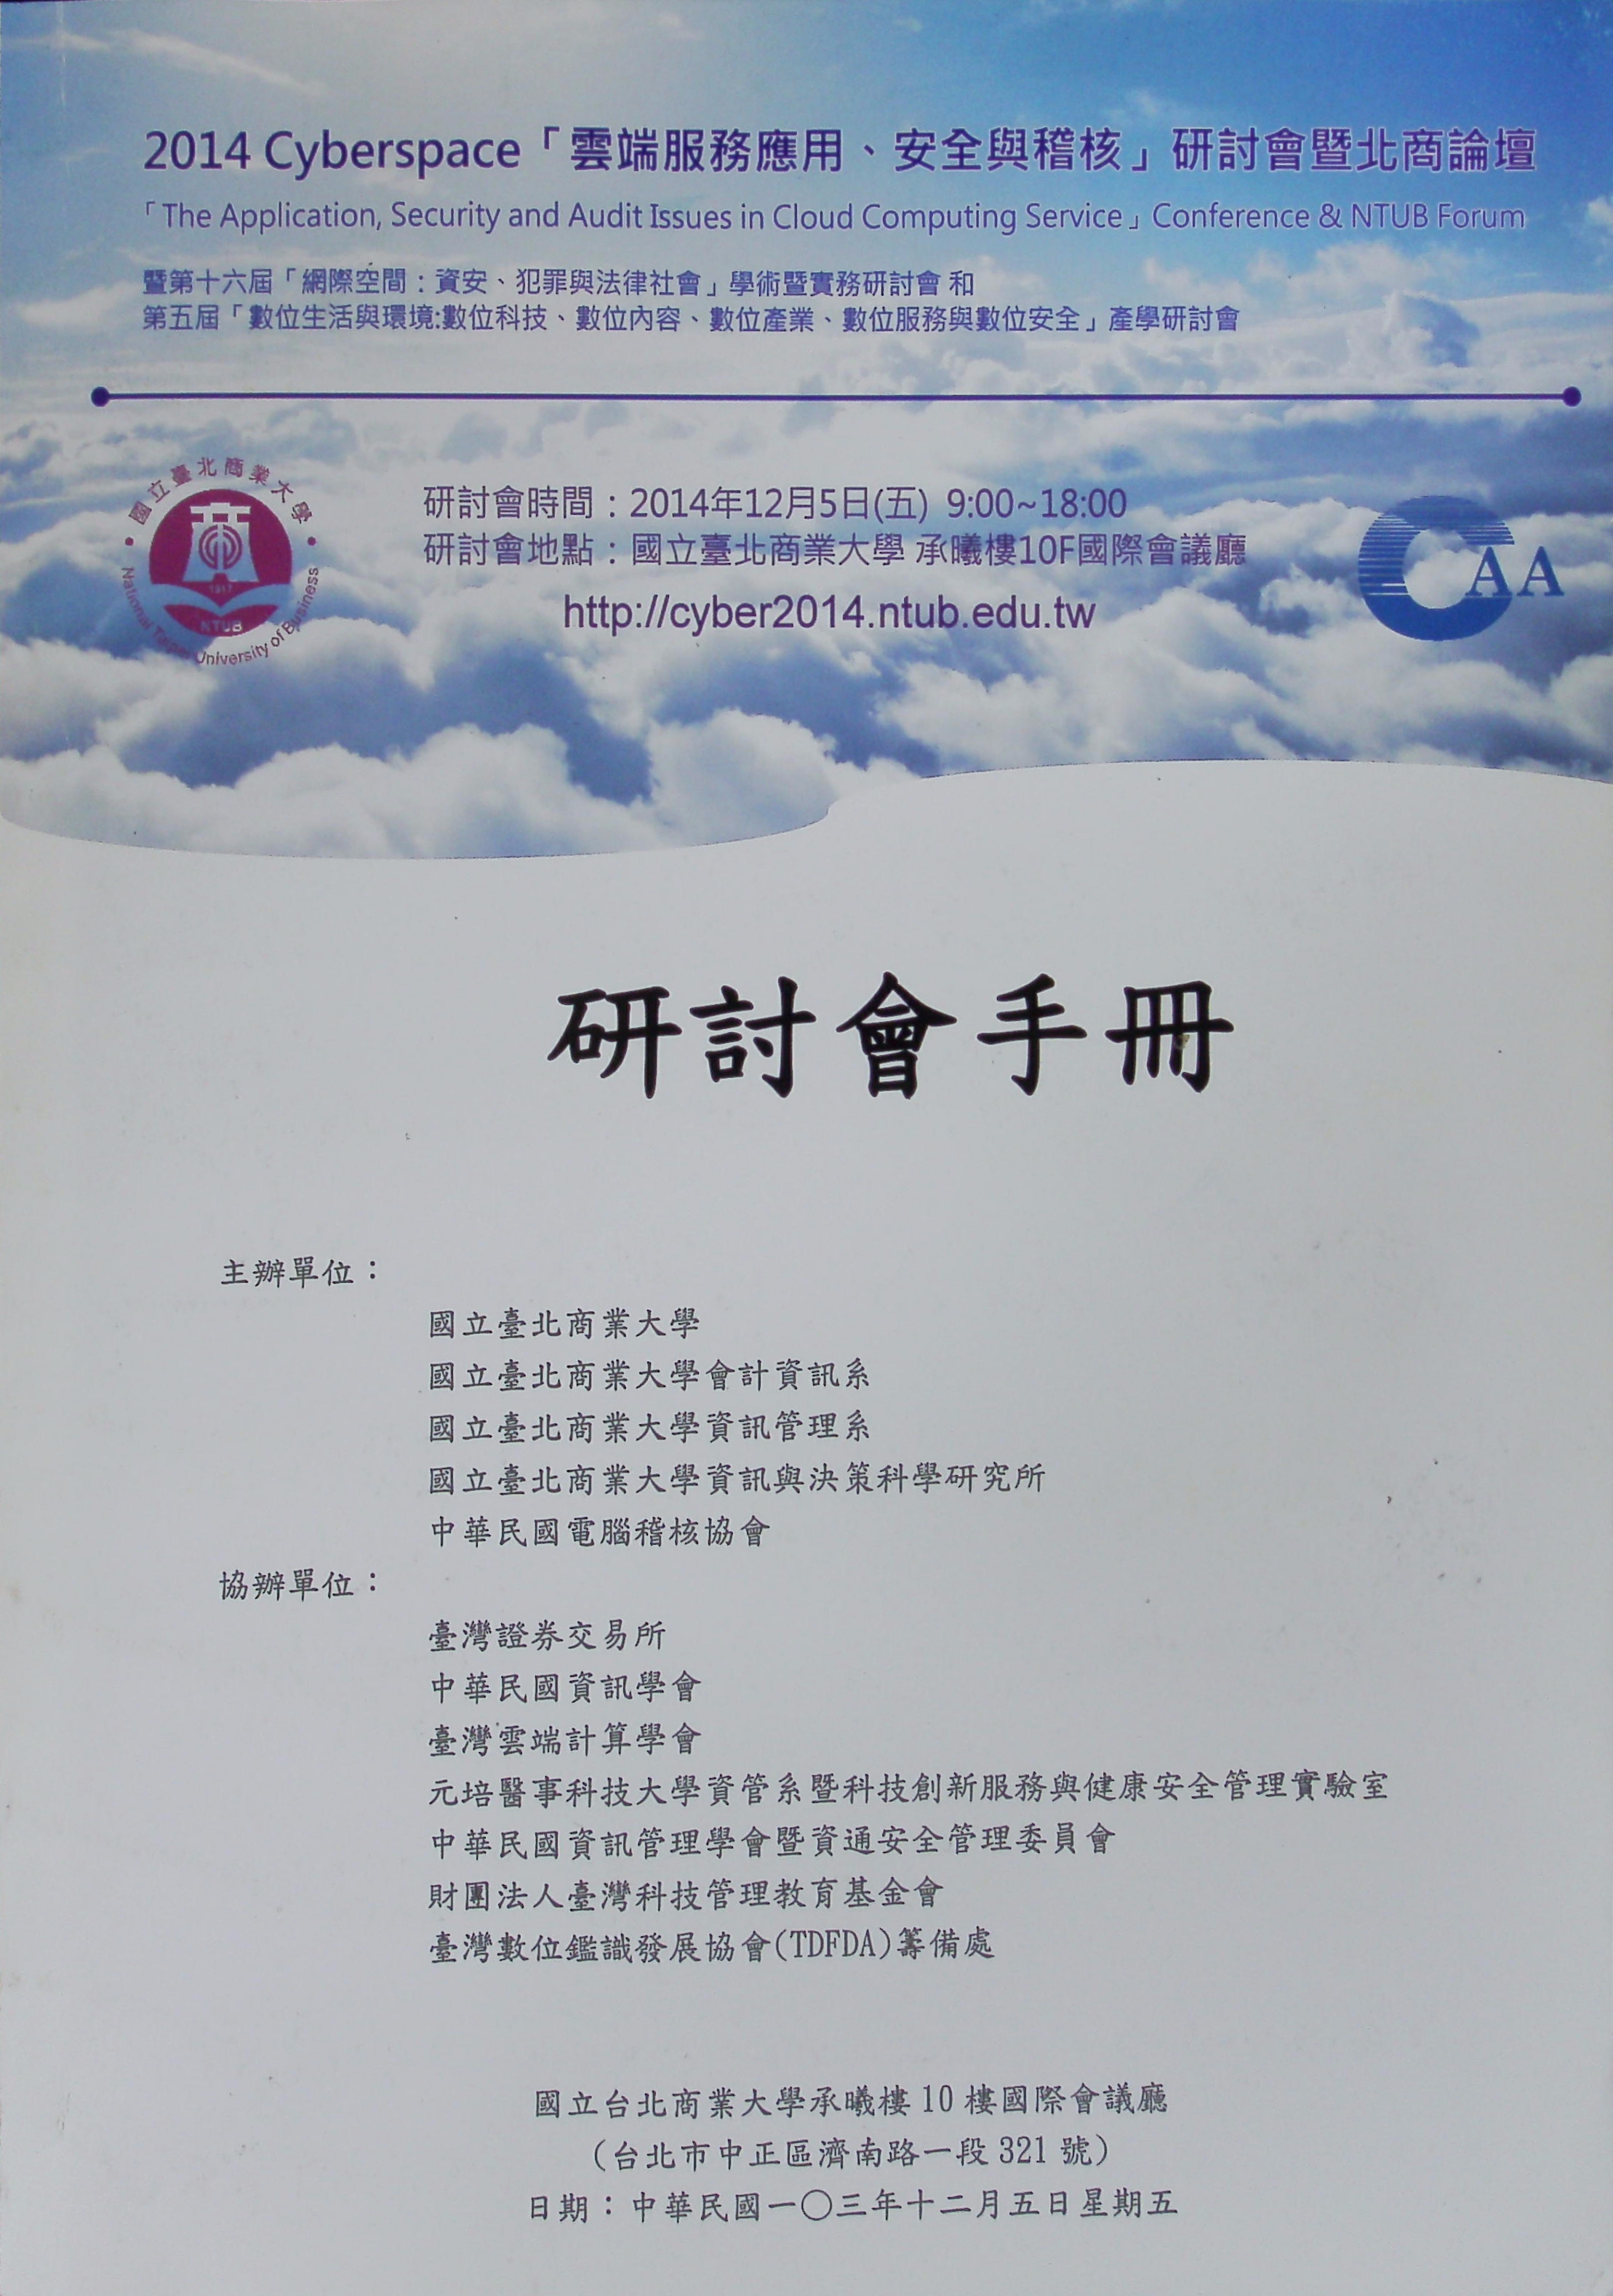 2014 Cyberspace「雲端服務應用、安全與稽核」研討會暨北商論壇
「The Application, Security and Audit Issues in Cloud Computing Service」Conference & NTUB Forum
暨第十六屆「網際空間：資安、犯罪與法律社會」學術暨實務研討會 和
第五屆「數位生活與環境:數位科技、數位內容、數位產業、數位服務與數位安全」產學研討會
國立臺北商業大學
1917
NTUB
National Taipei University of Business
研討會時間：2014年12月5日(五) 9:00~18:00
研討會地點：國立臺北商業大學 承曦樓10F國際會議廳
http://cyber2014.ntub.edu.tw
CAA
研討會手冊
主辦單位：
國立臺北商業大學
國立臺北商業大學會計資訊系
國立臺北商業大學資訊管理系
國立臺北商業大學資訊與決策科學研究所
中華民國電腦稽核協會
協辦單位：
臺灣證券交易所
中華民國資訊學會
臺灣雲端計算學會
元培醫事科技大學資管系暨科技創新服務與健康安全管理實驗室
中華民國資訊管理學會暨資通安全管理委員會
財團法人臺灣科技管理教育基金會
臺灣數位鑑識發展協會(TDFDA)籌備處
國立台北商業大學承曦樓 10 樓國際會議廳
（台北市中正區濟南路一段 321 號）
日期：中華民國一〇三年十二月五日星期五